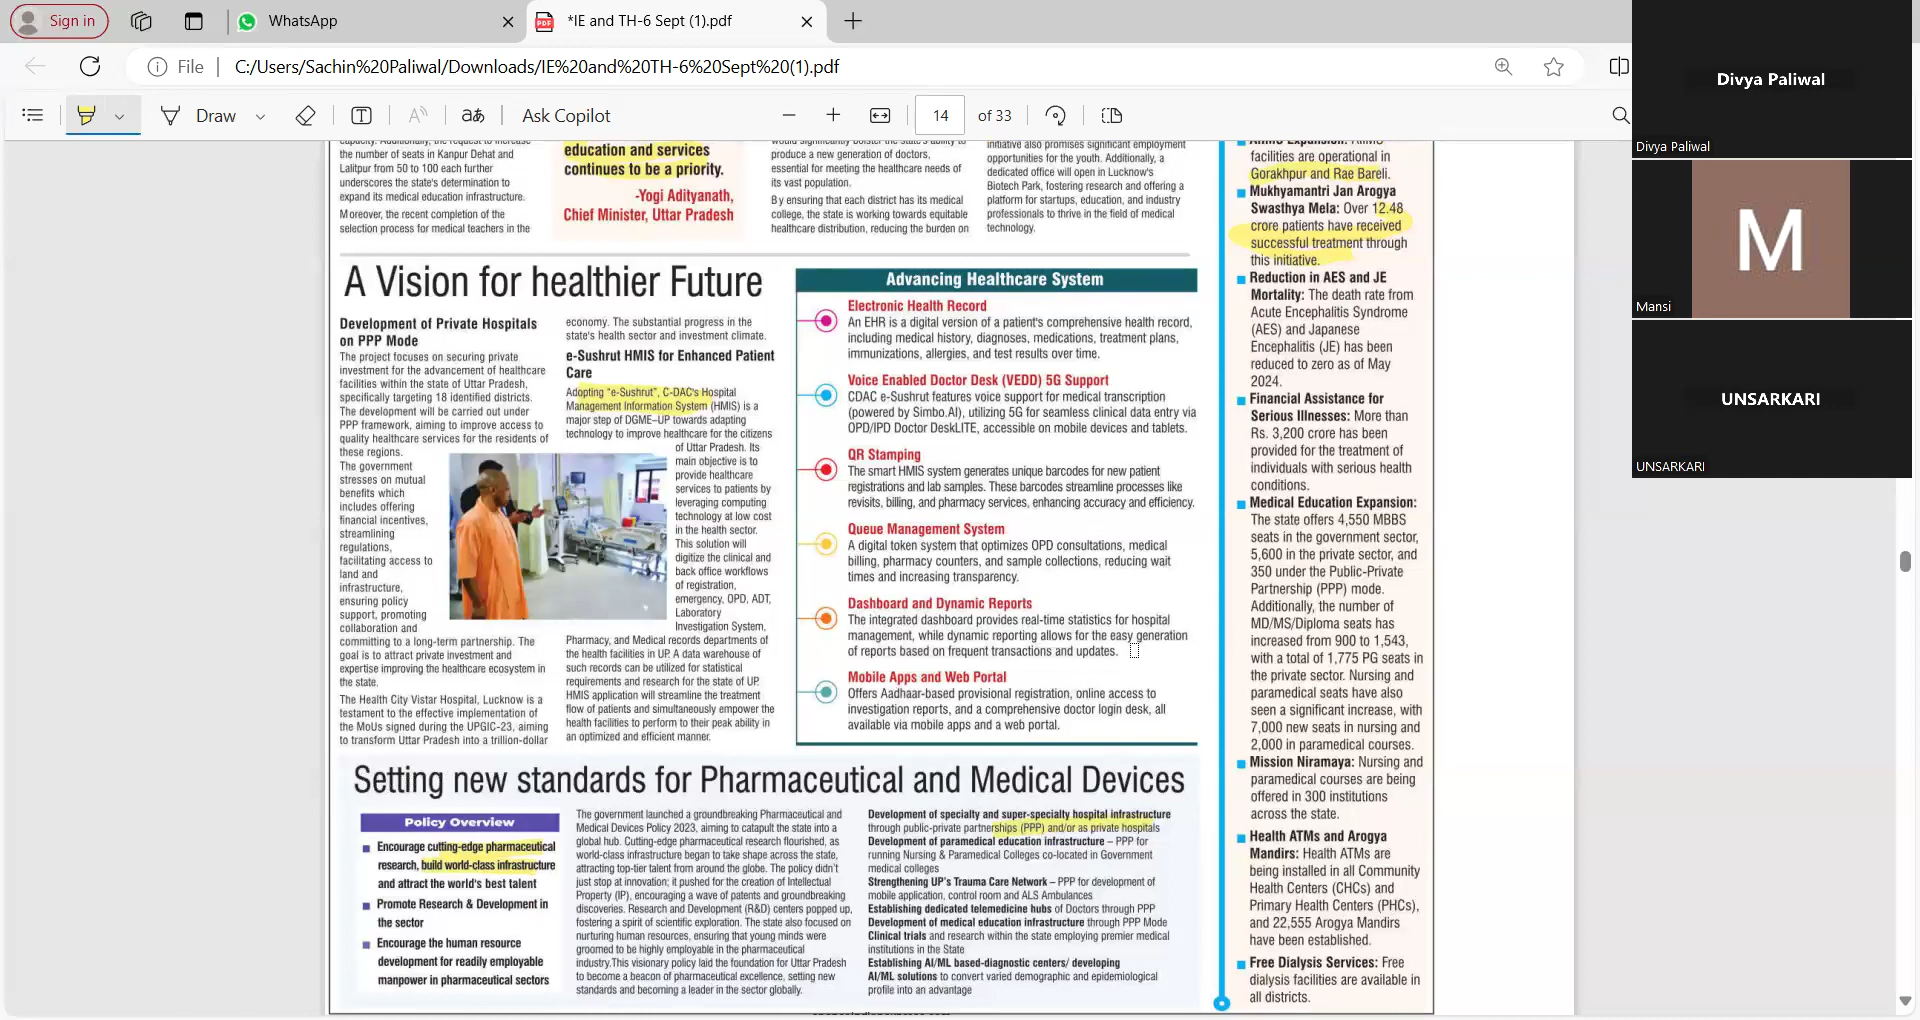 Sign in
WhatsApp
*IE and TH-6 Sept (1).pdf
File
C:/Users/Sachin%20Paliwal/Downloads/IE%20and%20TH-6%20Sept%20(1).pdf
Draw
Ask Copilot
14 of 33
Divya Paliwal
Divya Paliwal
M
Mansi
UNSARKARI
UNSARKARI
the number of seats in Kanpur Dehat and
Lalitpur from 50 to 100 each further
underscores the state's determination to
expand its medical education infrastructure.
Moreover, the recent completion of the
selection process for medical teachers in the
education and services
continues to be a priority.
-Yogi Adityanath,
Chief Minister, Uttar Pradesh
produce a new generation of doctors,
essential for meeting the healthcare needs of
its vast population.
By ensuring that each district has its medical
college, the state is working towards equitable
healthcare distribution, reducing the burden on
initiative also promises significant employment
opportunities for the youth. Additionally, a
dedicated office will open in Lucknow's
Biotech Park, fostering research and offering a
platform for startups, education, and industry
professionals to thrive in the field of medical
technology.
A Vision for healthier Future
Development of Private Hospitals
on PPP Mode
The project focuses on securing private
investment for the advancement of healthcare
facilities within the state of Uttar Pradesh,
specifically targeting 18 identified districts.
The development will be carried out under
PPP framework, aiming to improve access to
quality healthcare services for the residents of
these regions.
The government
stresses on mutual
benefits which
includes offering
financial incentives,
streamlining
regulations,
facilitating access to
land and
infrastructure,
ensuring policy
support, promoting
collaboration and
committing to a long-term partnership. The
goal is to attract private investment and
expertise improving the healthcare ecosystem in
the state.
The Health City Vistar Hospital, Lucknow is a
testament to the effective implementation of
the MoUs signed during the UPGIC-23, aiming
to transform Uttar Pradesh into a trillion-dollar
economy. The substantial progress in the
state's health sector and investment climate.
e-Sushrut HMIS for Enhanced Patient
Care
Adopting "e-Sushrut", C-DAC's Hospital
Management Information System (HMIS) is a
major step of DGME–UP towards adapting
technology to improve healthcare for the citizens
of Uttar Pradesh. Its
main objective is to
provide healthcare
services to patients by
leveraging computing
technology at low cost
in the health sector.
This solution will
digitize the clinical and
back office workflows
of registration,
emergency, OPD, ADT,
Laboratory
Investigation System,
Pharmacy, and Medical records departments of
the health facilities in UP. A data warehouse of
such records can be utilized for statistical
requirements and research for the state of UP.
HMIS application will streamline the treatment
flow of patients and simultaneously empower the
health facilities to perform to their peak ability in
an optimized and efficient manner.
Advancing Healthcare System
Electronic Health Record
An EHR is a digital version of a patient's comprehensive health record,
including medical history, diagnoses, medications, treatment plans,
immunizations, allergies, and test results over time.
Voice Enabled Doctor Desk (VEDD) 5G Support
CDAC e-Sushrut features voice support for medical transcription
(powered by Simbo.AI), utilizing 5G for seamless clinical data entry via
OPD/IPD Doctor DeskLITE, accessible on mobile devices and tablets.
QR Stamping
The smart HMIS system generates unique barcodes for new patient
registrations and lab samples. These barcodes streamline processes like
revisits, billing, and pharmacy services, enhancing accuracy and efficiency.
Queue Management System
A digital token system that optimizes OPD consultations, medical
billing, pharmacy counters, and sample collections, reducing wait
times and increasing transparency.
Dashboard and Dynamic Reports
The integrated dashboard provides real-time statistics for hospital
management, while dynamic reporting allows for the easy generation
of reports based on frequent transactions and updates.
Mobile Apps and Web Portal
Offers Aadhaar-based provisional registration, online access to
investigation reports, and a comprehensive doctor login desk, all
available via mobile apps and a web portal.
facilities are operational in
Gorakhpur and Rae Bareli.
Mukhyamantri Jan Arogya
Swasthya Mela: Over 12.48
crore patients have received
successful treatment through
this initiative.
Reduction in AES and JE
Mortality: The death rate from
Acute Encephalitis Syndrome
(AES) and Japanese
Encephalitis (JE) has been
reduced to zero as of May
2024.
Financial Assistance for
Serious Illnesses: More than
Rs. 3,200 crore has been
provided for the treatment of
individuals with serious health
conditions.
Medical Education Expansion:
The state offers 4,550 MBBS
seats in the government sector,
5,600 in the private sector, and
350 under the Public-Private
Partnership (PPP) mode.
Additionally, the number of
MD/MS/Diploma seats has
increased from 900 to 1,543,
with a total of 1,775 PG seats in
the private sector. Nursing and
paramedical seats have also
seen a significant increase, with
7,000 new seats in nursing and
2,000 in paramedical courses.
Mission Niramaya: Nursing and
paramedical courses are being
offered in 300 institutions
across the state.
Health ATMs and Arogya
Mandirs: Health ATMs are
being installed in all Community
Health Centers (CHCs) and
Primary Health Centers (PHCs),
and 22,555 Arogya Mandirs
have been established.
Free Dialysis Services: Free
dialysis facilities are available in
all districts.
Setting new standards for Pharmaceutical and Medical Devices
Policy Overview
Encourage cutting-edge pharmaceutical
research, build world-class infrastructure
and attract the world's best talent
Promote Research & Development in
the sector
Encourage the human resource
development for readily employable
manpower in pharmaceutical sectors
The government launched a groundbreaking Pharmaceutical and
Medical Devices Policy 2023, aiming to catapult the state into a
global hub. Cutting-edge pharmaceutical research flourished, as
world-class infrastructure began to take shape across the state,
attracting top-tier talent from around the globe. The policy didn't
just stop at innovation; it pushed for the creation of Intellectual
Property (IP), encouraging a wave of patents and groundbreaking
discoveries. Research and Development (R&D) centers popped up,
fostering a spirit of scientific exploration. The state also focused on
nurturing human resources, ensuring that young minds were
groomed to be highly employable in the pharmaceutical
industry.This visionary policy laid the foundation for Uttar Pradesh
to become a beacon of pharmaceutical excellence, setting new
standards and becoming a leader in the sector globally.
Development of specialty and super-specialty hospital infrastructure
through public-private partnerships (PPP) and/or as private hospitals
Development of paramedical education infrastructure – PPP for
running Nursing & Paramedical Colleges co-located in Government
medical colleges
Strengthening UP's Trauma Care Network – PPP for development of
mobile application, control room and ALS Ambulances
Establishing dedicated telemedicine hubs of Doctors through PPP
Development of medical education infrastructure through PPP Mode
Clinical trials and research within the state employing premier medical
institutions in the State
Establishing AI/ML based-diagnostic centers/ developing
AI/ML solutions to convert varied demographic and epidemiological
profile into an advantage